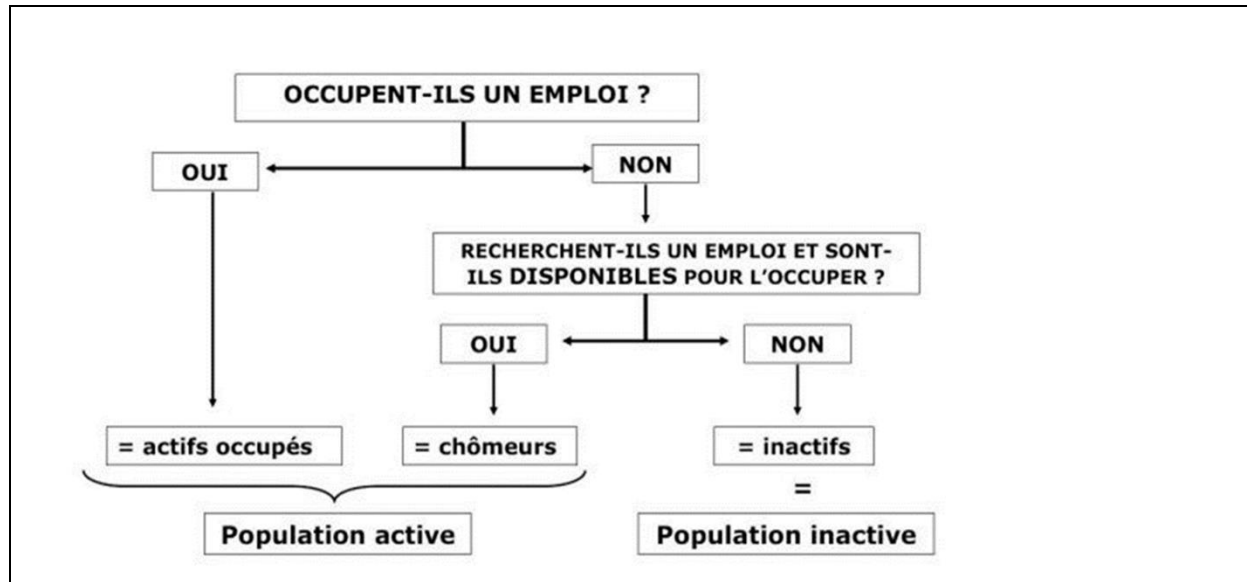 OCCUPENT-ILS UN EMPLOI ?
OUI
NON
RECHERCHENT-ILS UN EMPLOI ET SONT-
ILS DISPONIBLES POUR L'OCCUPER ?
OUI
NON
= actifs occupés
= chômeurs
= inactifs
=
Population active
Population inactive